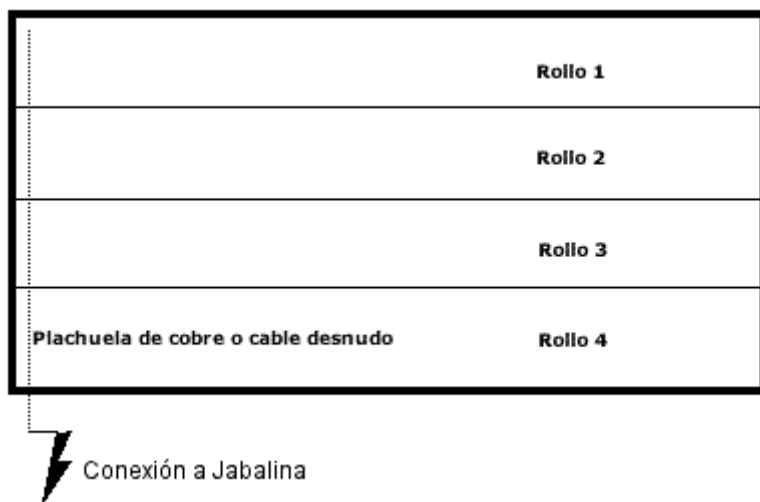 Rollo 1
Rollo 2
Rollo 3
Plachuela de cobre o cable desnudo Rollo 4
Conexión a Jabalina